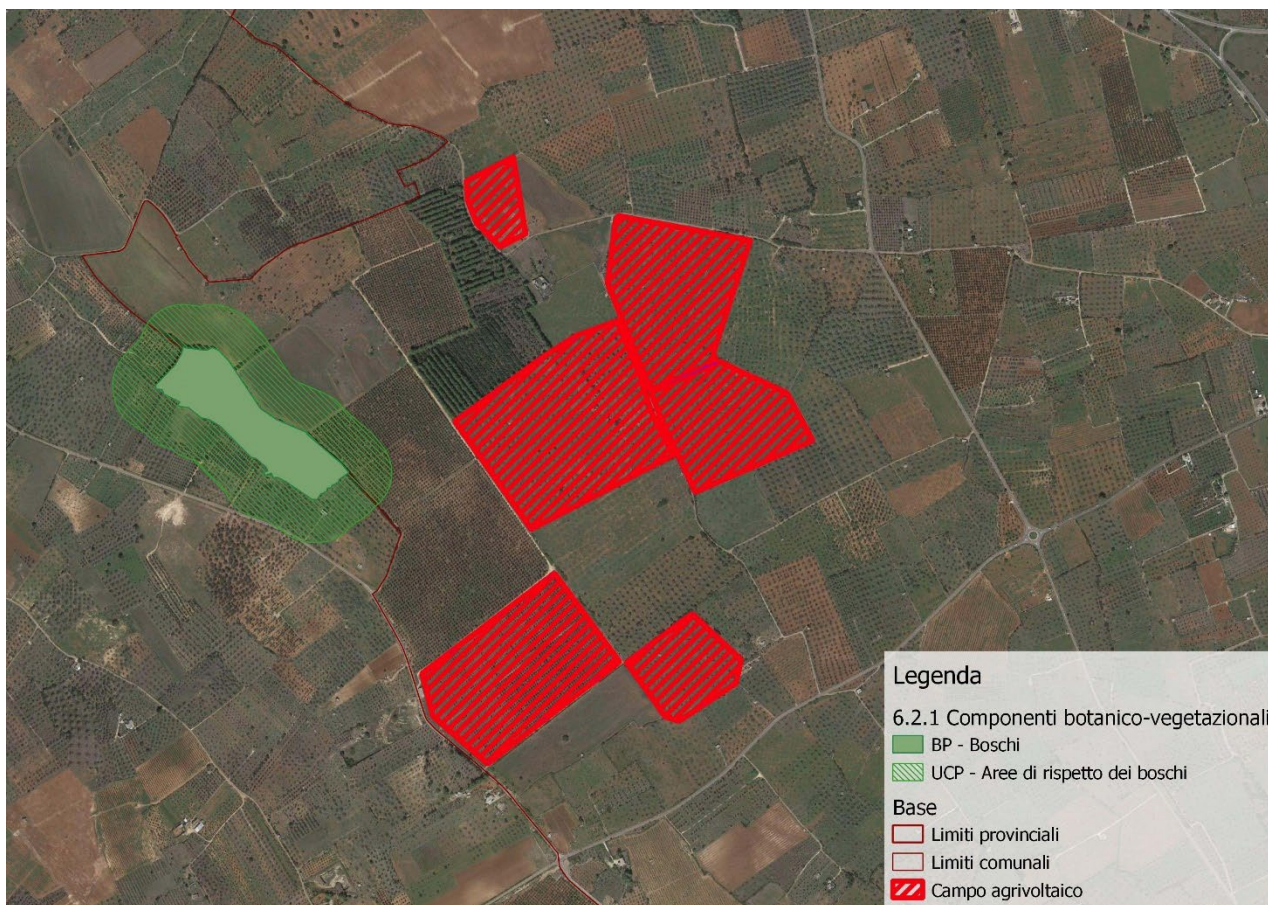 Legenda
6.2.1 Componenti botanico-vegetazionali
BP - Boschi
UCP - Aree di rispetto dei boschi
Base
Limiti provinciali
Limiti comunali
Campo agrivoltaico